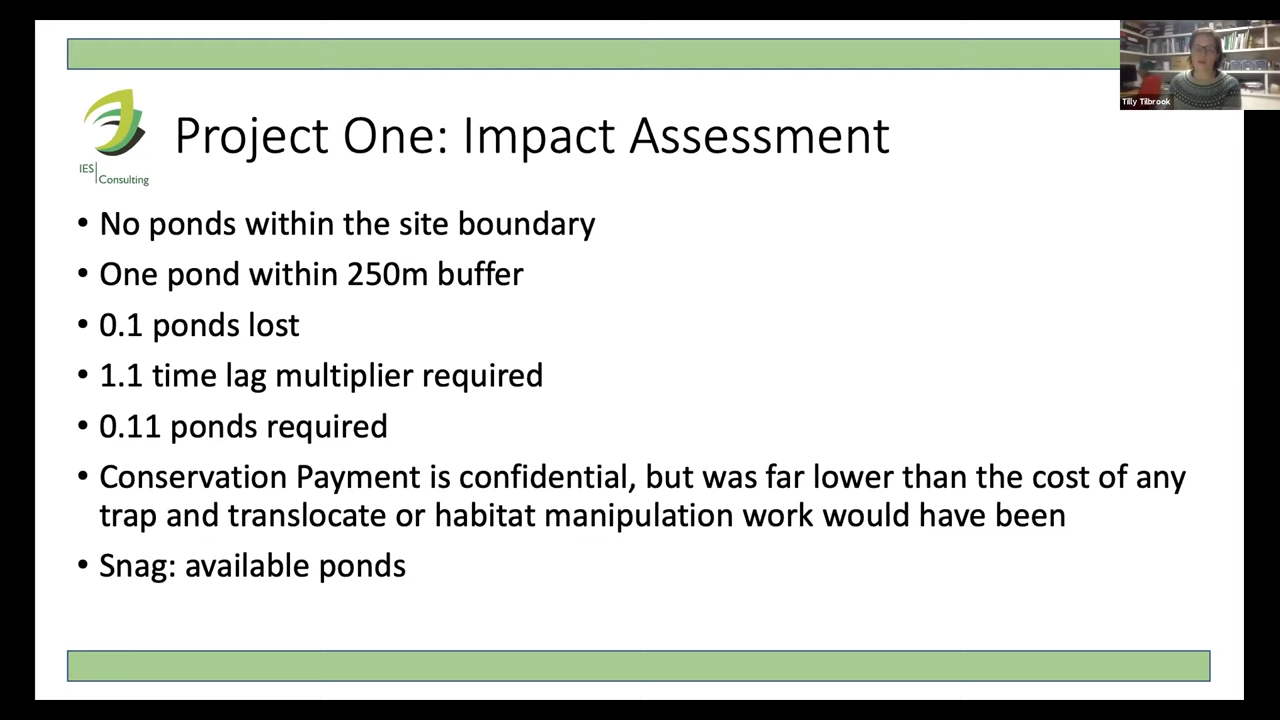 Tilly Tilbrook
IES
Consulting
Project One: Impact Assessment
• No ponds within the site boundary
• One pond within 250m buffer
• 0.1 ponds lost
• 1.1 time lag multiplier required
• 0.11 ponds required
• Conservation Payment is confidential, but was far lower than the cost of any
trap and translocate or habitat manipulation work would have been
• Snag: available ponds